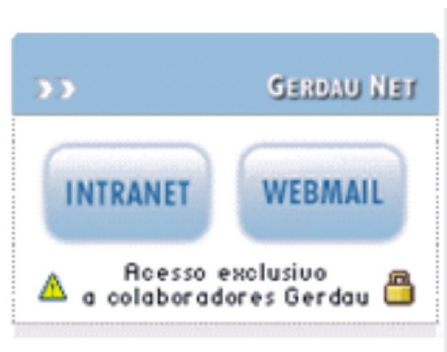 GERDAU NET
INTRANET WEBMAIL
Acesso exclusivo
a colaboradores Gerdau